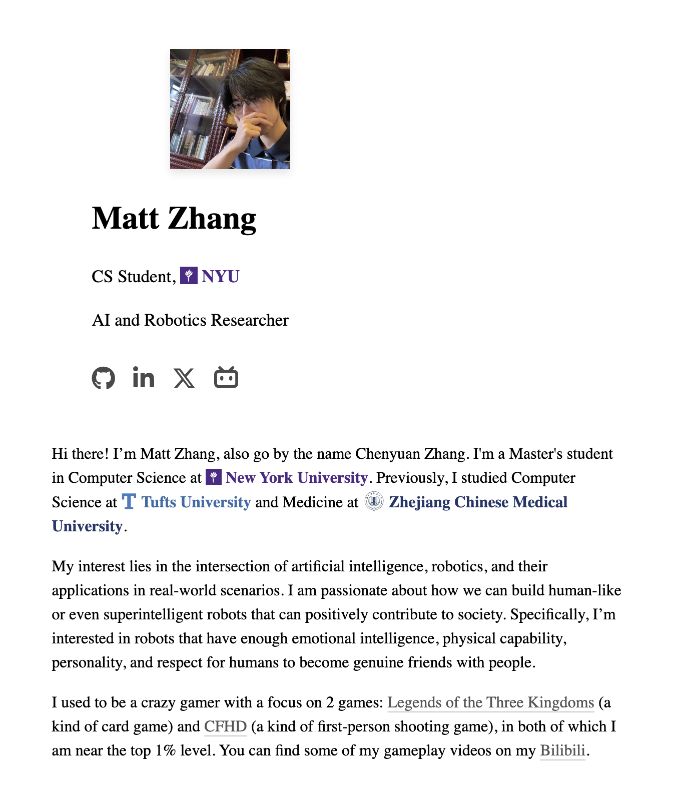 Matt Zhang
CS Student, NYU
AI and Robotics Researcher
in
Hi there! I’m Matt Zhang, also go by the name Chenyuan Zhang. I'm a Master's student
in Computer Science at New York University. Previously, I studied Computer
Science at T Tufts University and Medicine at Zhejiang Chinese Medical
University.
My interest lies in the intersection of artificial intelligence, robotics, and their
applications in real-world scenarios. I am passionate about how we can build human-like
or even superintelligent robots that can positively contribute to society. Specifically, I’m
interested in robots that have enough emotional intelligence, physical capability,
personality, and respect for humans to become genuine friends with people.
I used to be a crazy gamer with a focus on 2 games: Legends of the Three Kingdoms (a
kind of card game) and CFHD (a kind of first-person shooting game), in both of which I
am near the top 1% level. You can find some of my gameplay videos on my Bilibili.